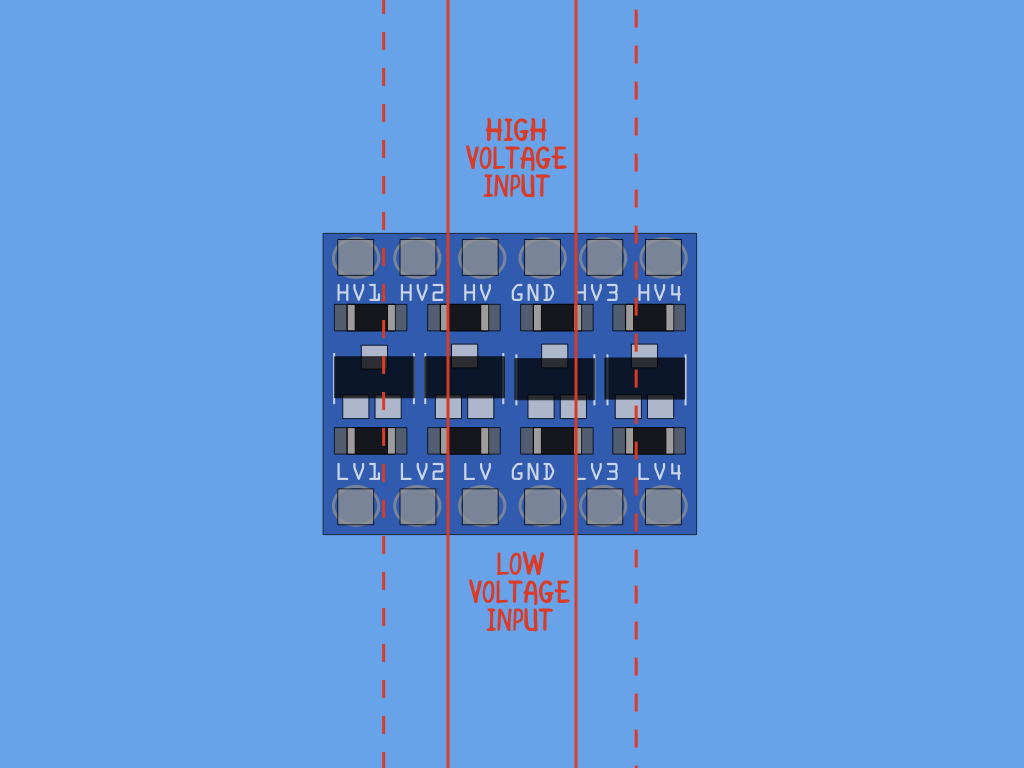 HIGH
VOLTAGE
INPUT
HV1 HV2 HV GND HV3 HV4
LV1 LV2 LV GND LV3 LV4
LOW
VOLTAGE
INPUT